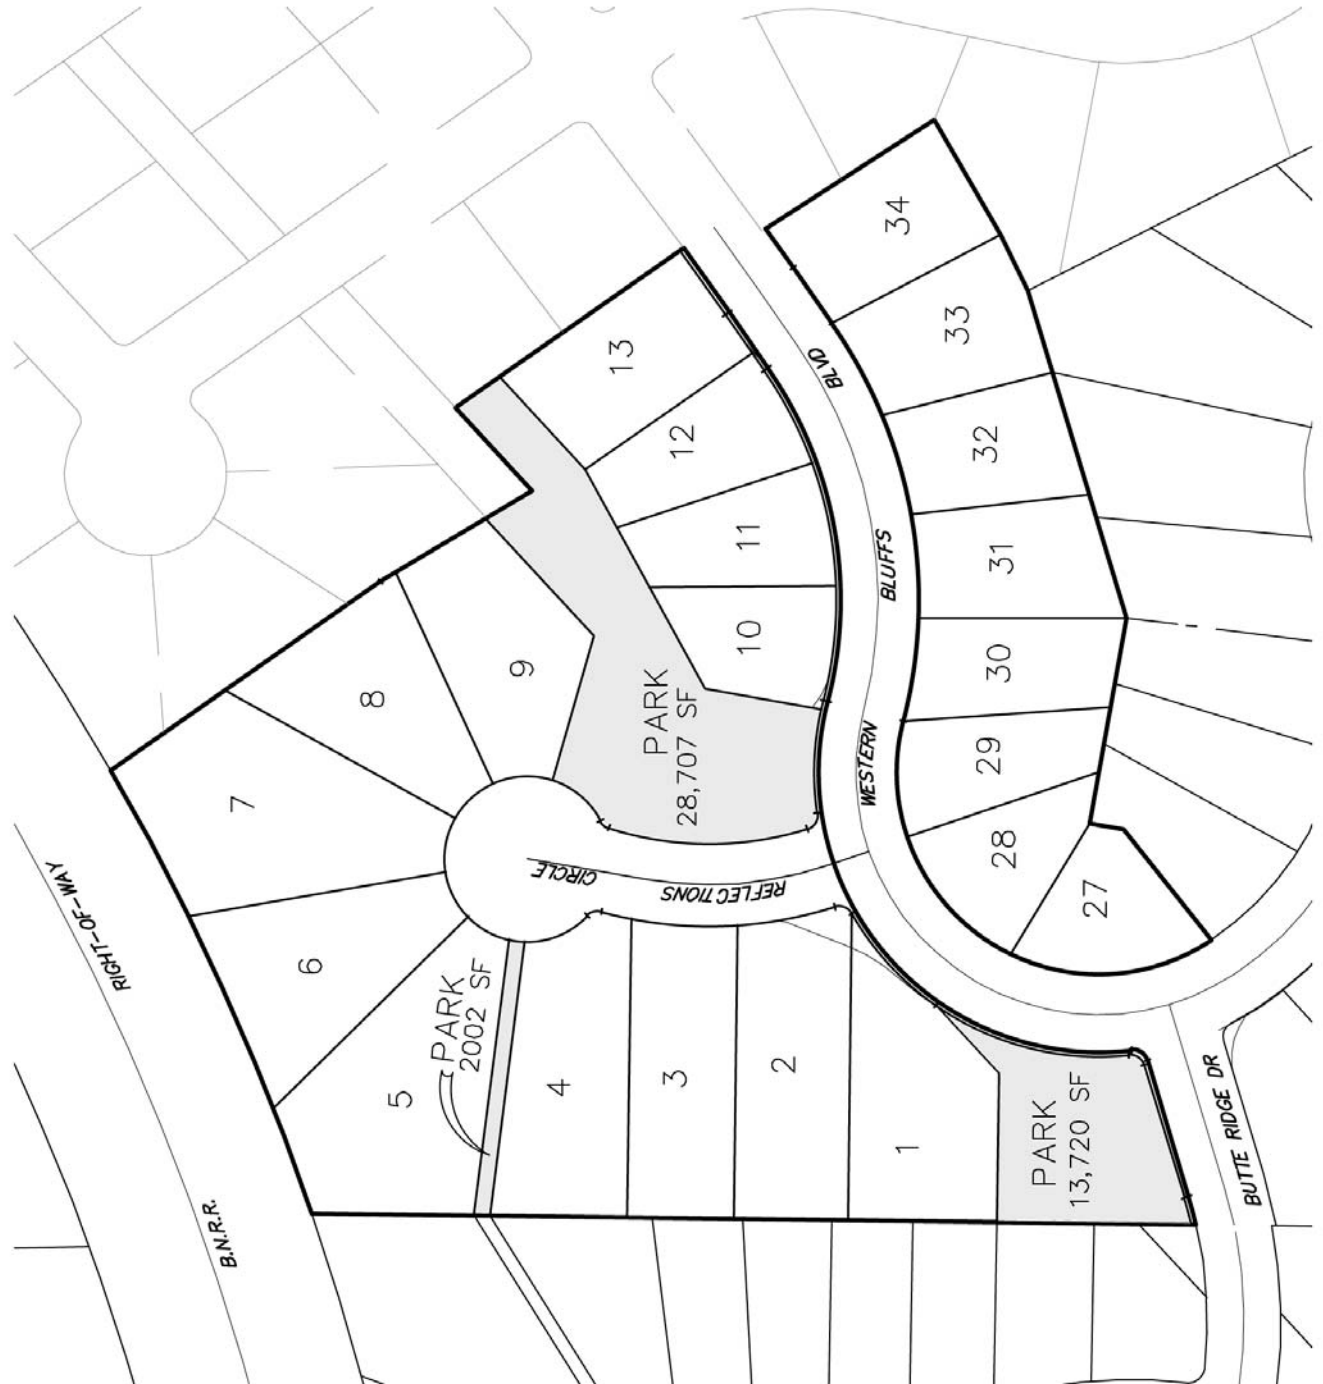 34
33
13
BLVD
12
32
11
BLUFFS
31
10
30
9
8
PARK
28,707 SF
WESTERN
29
7
28
CIRCLE
REFLECTIONS
27
RIGHT-OF-WAY
6
PARK
2002 SF
5
4
3
2
1
PARK
13,720 SF
BUTTE RIDGE DR
B.N.R.R.